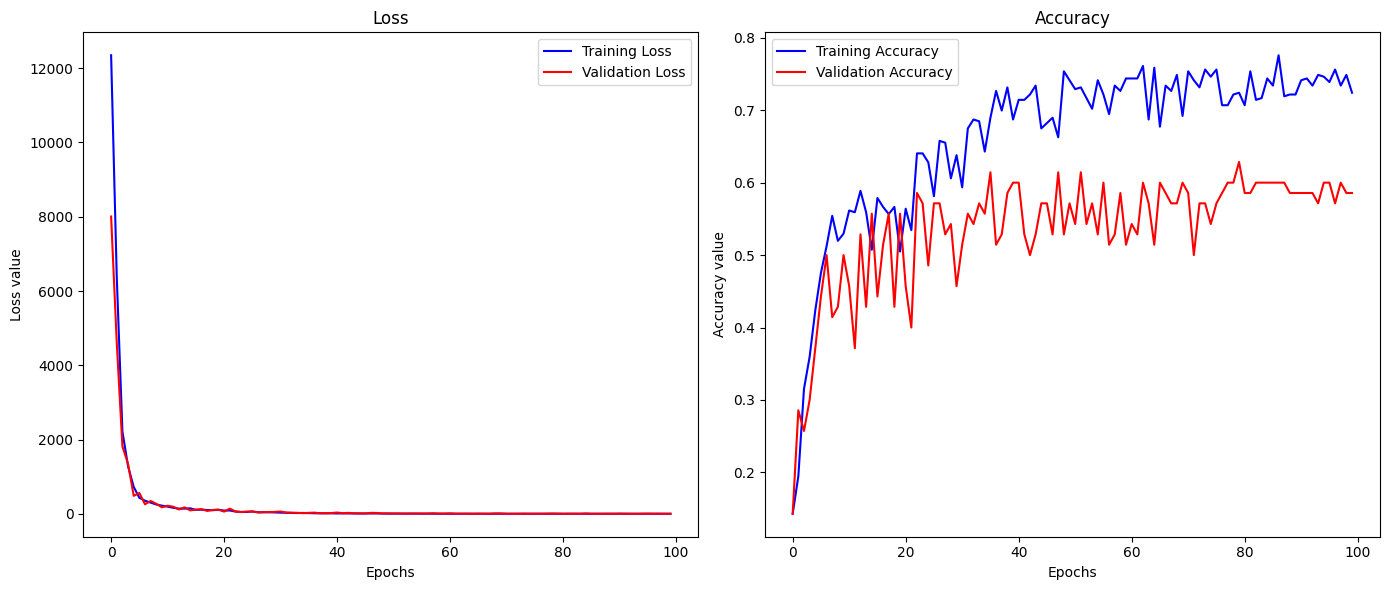 Loss
Training Loss
Validation Loss
Loss value
12000
10000
8000
6000
4000
2000
0
0 20 40 60 80 100
Epochs
Accuracy
Training Accuracy
Validation Accuracy
Accuracy value
0.8
0.7
0.6
0.5
0.4
0.3
0.2
0 20 40 60 80 100
Epochs